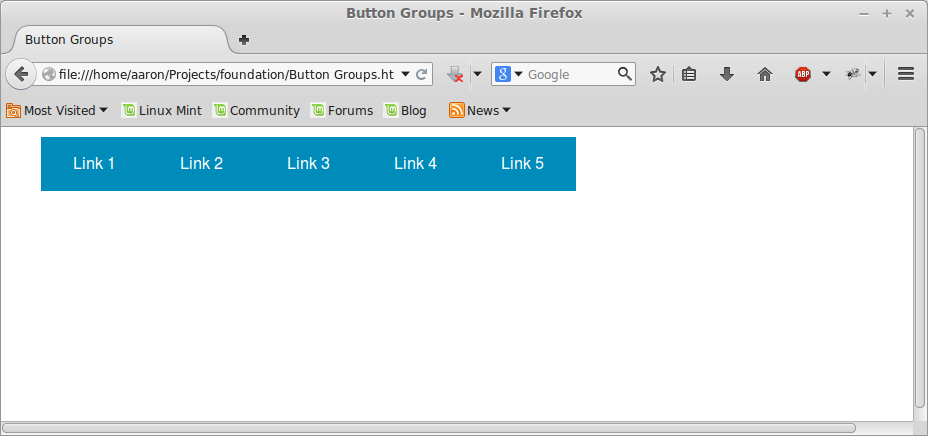 Button Groups - Mozilla Firefox
Button Groups
file:///home/aaron/Projects/foundation/Button Groups.ht
8 Google
ABP
Most Visited Linux Mint Community Forums Blog News
Link 1 Link 2 Link 3 Link 4 Link 5